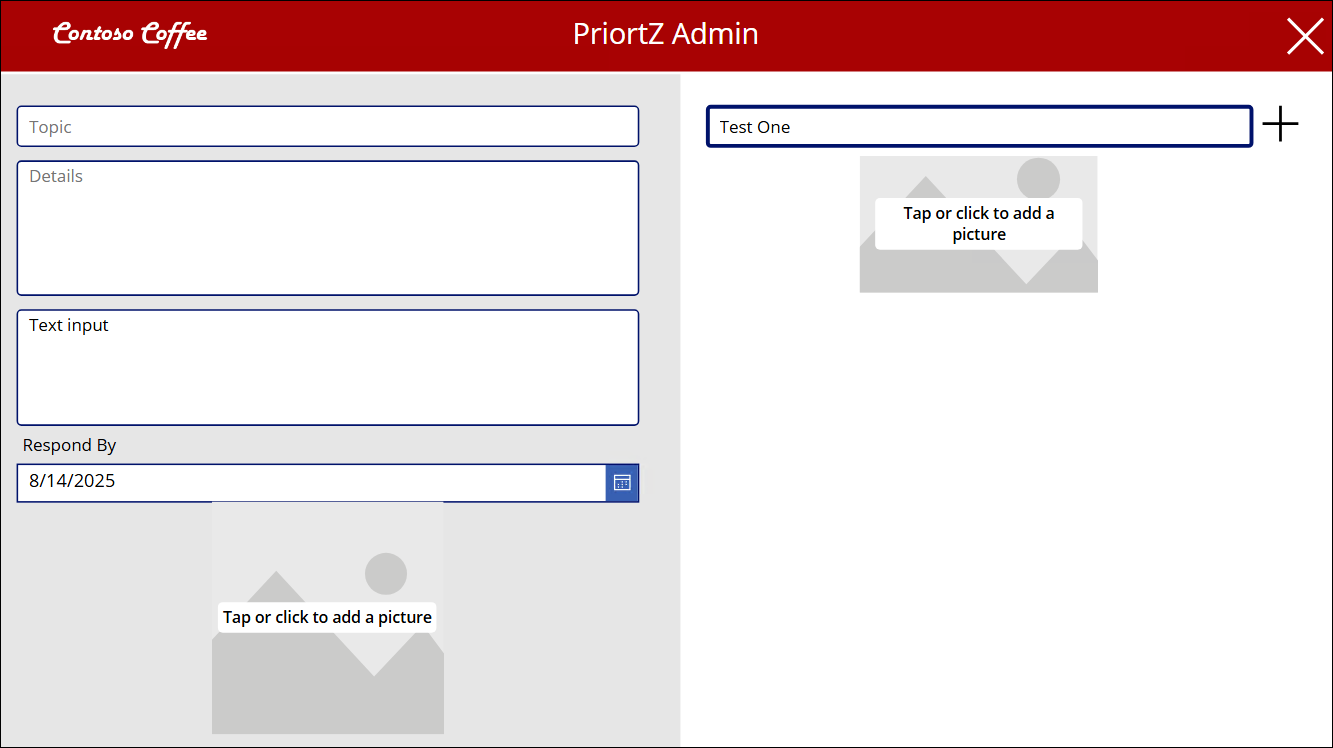 Contoso Coffee
PriortZ Admin
Topic
Details
Text input
Respond By
8/14/2025
Tap or click to add a picture
Test One
Tap or click to add a
picture